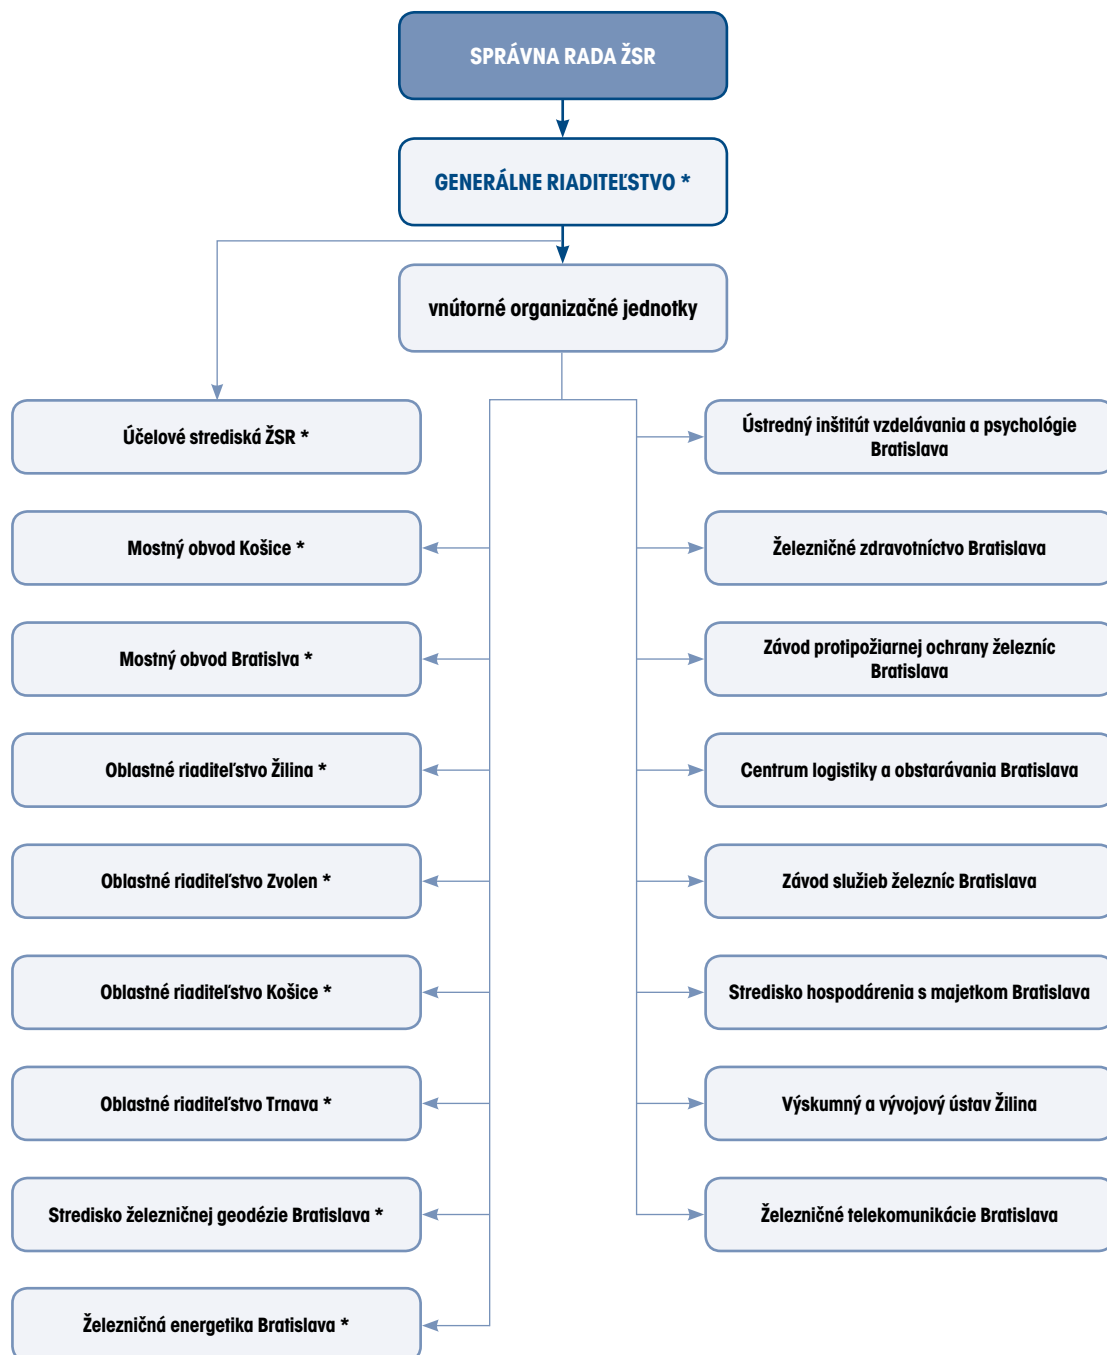 SPRÁVNA RADA ŽSR
GENERÁLNE RIADITEĽSTVO *
vnútorné organizačné jednotky
Účelové strediská ŽSR *
Mostný obvod Košice *
Mostný obvod Bratislva *
Oblastné riaditeľstvo Žilina *
Oblastné riaditeľstvo Zvolen *
Oblastné riaditeľstvo Košice *
Oblastné riaditeľstvo Trnava *
Stredisko železničnej geodézie Bratislava *
Železničná energetika Bratislava *
Ústredný inštitút vzdelávania a psychológie
Bratislava
Železničné zdravotníctvo Bratislava
Závod protipožiarnej ochrany železníc
Bratislava
Centrum logistiky a obstarávania Bratislava
Závod služieb železníc Bratislava
Stredisko hospodárenia s majetkom Bratislava
Výskumný a vývojový ústav Žilina
Železničné telekomunikácie Bratislava